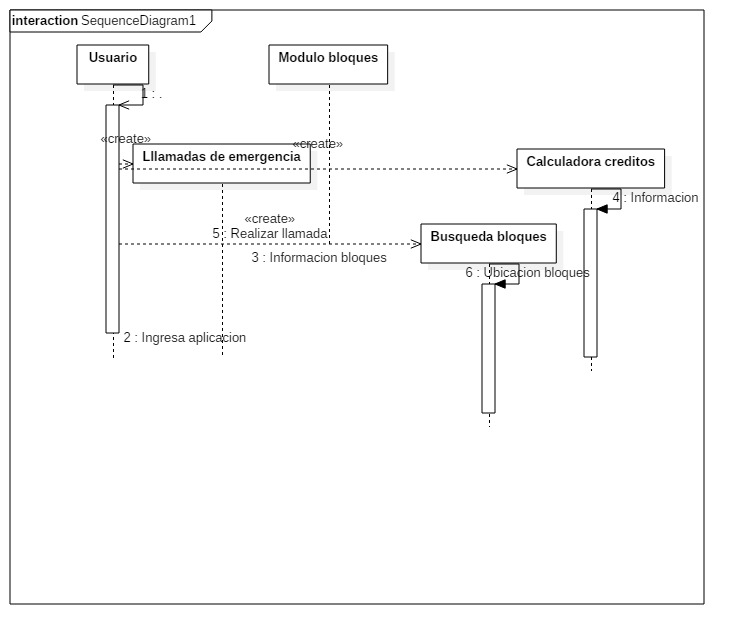 interaction SequenceDiagram1
Usuario
Modulo bloques
1 : .
«create»
«create»
Lllamadas de emergencia
Calculadora creditos
4 : Informacion
«create»
5 : Realizar llamada
Busqueda bloques
3 : Informacion bloques
6 : Ubicacion bloques
2 : Ingresa aplicacion